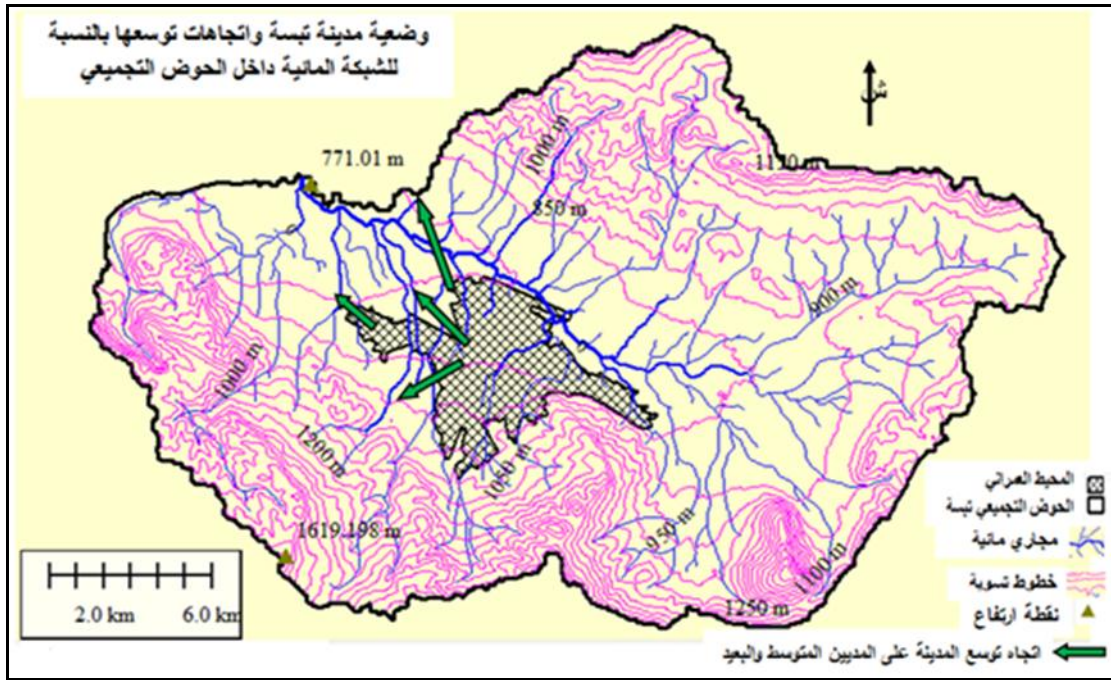 وضعية مدينة تبسة واتجاهات توسعها بالنسبة
للشبكة المائية داخل الحوض التجميعي
ش
771.01 m
1000 m
1170 m
850 m
900 m
1000 m
1200 m
1050 m
950 m
1619.198 m
1100 m
1250 m
2.0 km 6.0 km
المحيط العمراني
الحوض التجميعي تبسة
مجاري مائية
خطوط تسوية
نقطة ارتفاع
اتجاه توسع المدينة على المديين المتوسط والبعيد